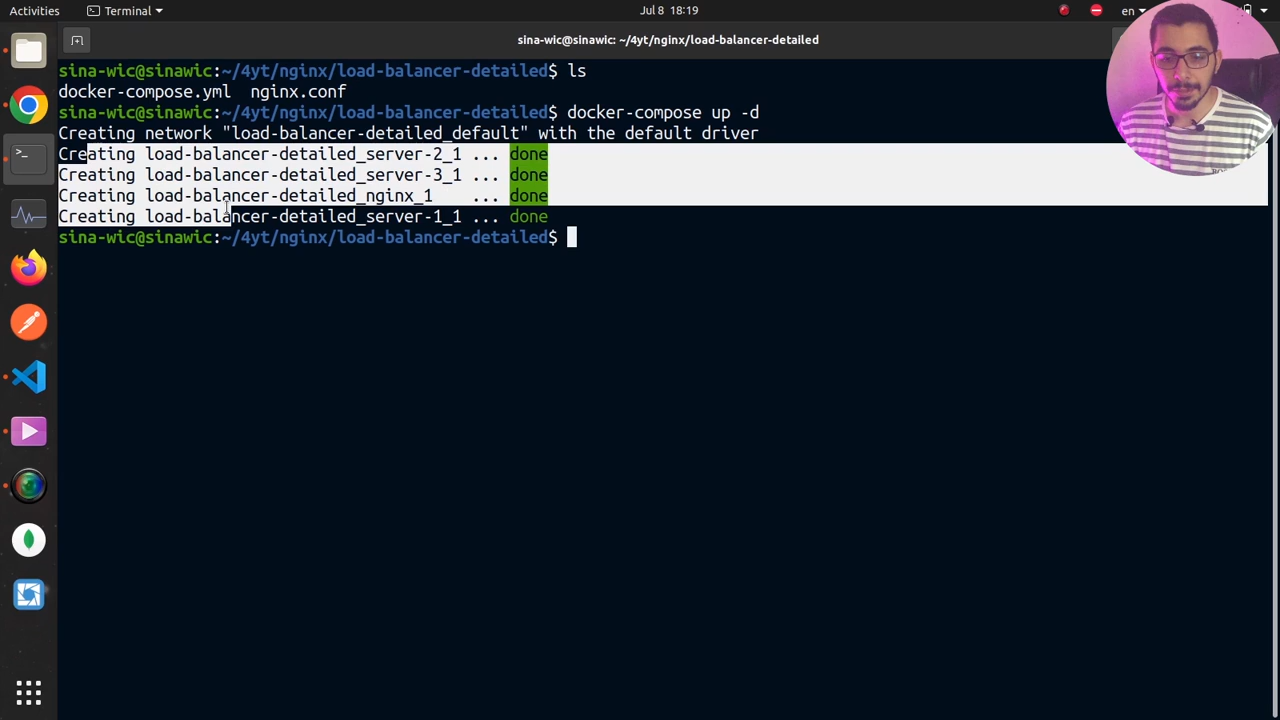 Activities
Terminal
Jul 8 18:19
en
sina-wic@sinawic: ~/4yt/nginx/load-balancer-detailed
sina-wic@sinawic:~/4yt/nginx/load-balancer-detailed$ ls
docker-compose.yml  nginx.conf
sina-wic@sinawic:~/4yt/nginx/load-balancer-detailed$ docker-compose up -d
Creating network "load-balancer-detailed_default" with the default driver
Creating load-balancer-detailed_server-2_1 ... done
Creating load-balancer-detailed_server-3_1 ... done
Creating load-balancer-detailed_nginx_1    ... done
Creating load-balancer-detailed_server-1_1 ... done
sina-wic@sinawic:~/4yt/nginx/load-balancer-detailed$